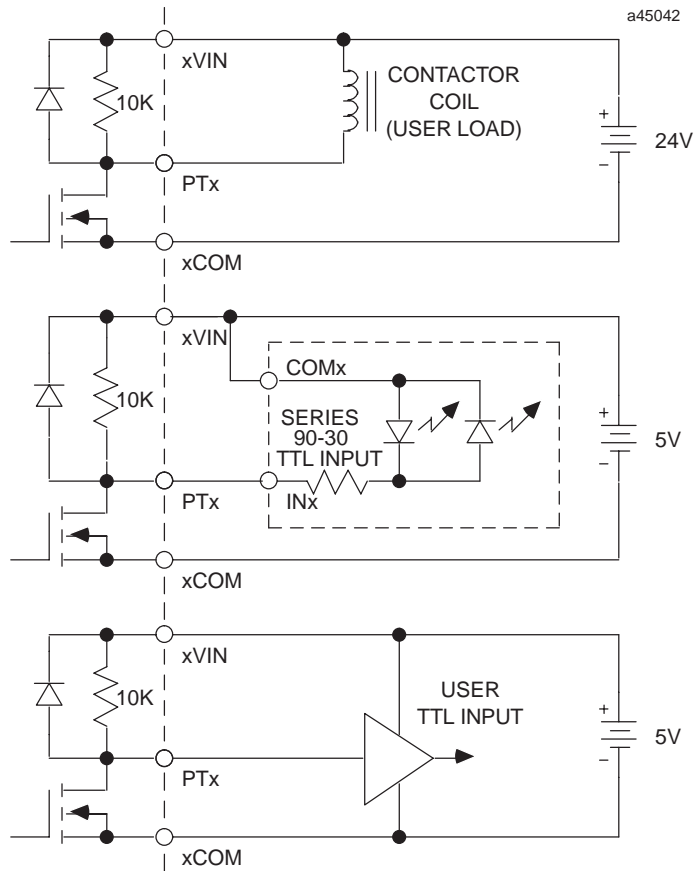 a45042
xVIN
10K
CONTACTOR
COIL
(USER LOAD)
+
24V
−
PTx
xCOM
xVIN
COMx
10K
SERIES
90-30
TTL INPUT
+
5V
−
PTx
INx
xCOM
xVIN
10K
USER
TTL INPUT
+
5V
−
PTx
xCOM